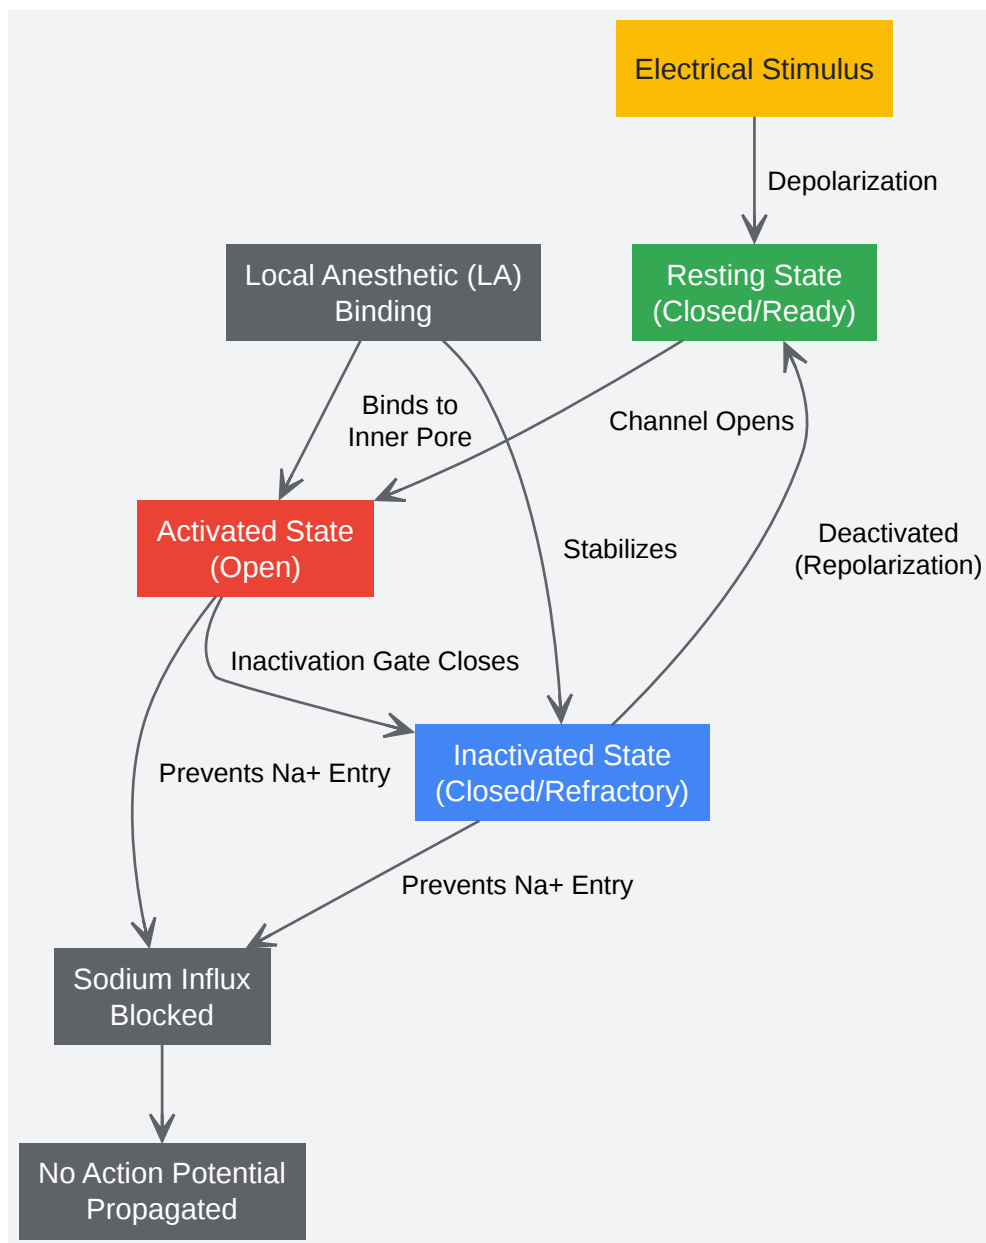 Electrical Stimulus
Depolarization
Local Anesthetic (LA)
Binding
Resting State
(Closed/Ready)
Binds to
Inner Pore
Channel Opens
Activated State
(Open)
Stabilizes
Deactivated
(Repolarization)
Inactivation Gate Closes
Inactivated State
(Closed/Refractory)
Prevents Na+ Entry
Prevents Na+ Entry
Sodium Influx
Blocked
No Action Potential
Propagated